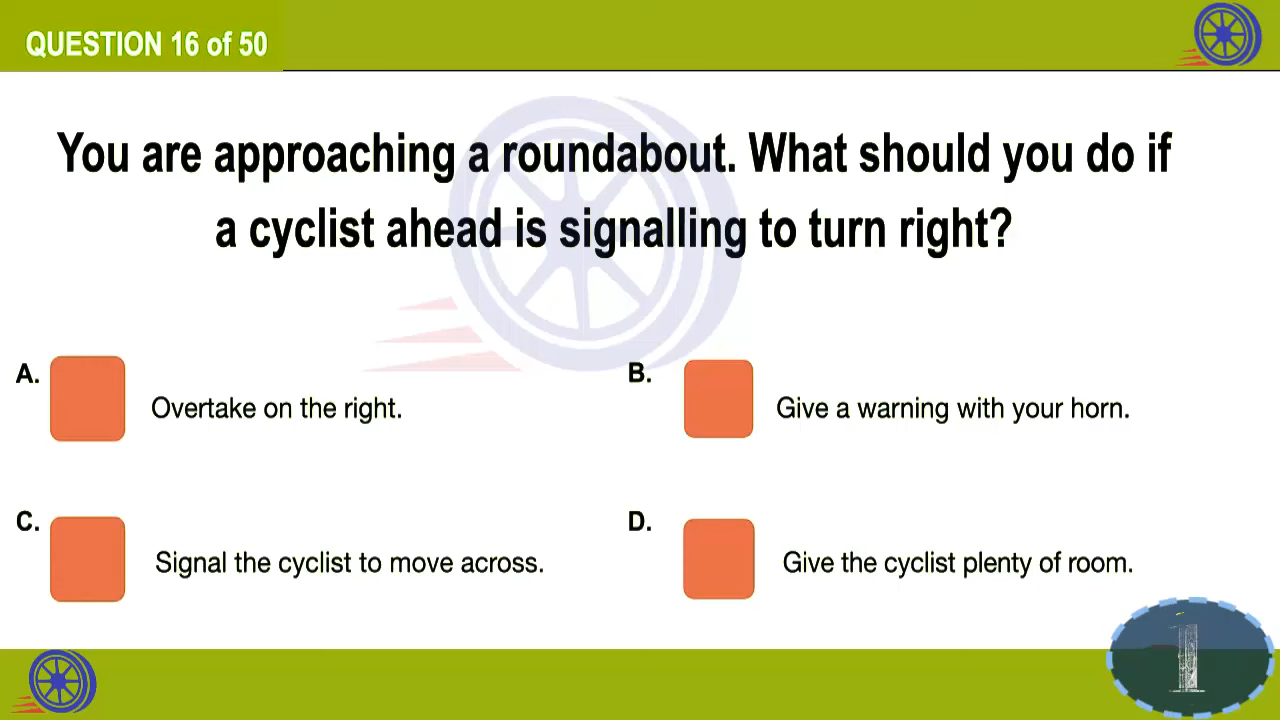 QUESTION 16 of 50
You are approaching a roundabout. What should you do if
a cyclist ahead is signalling to turn right?
A. Overtake on the right.
B. Give a warning with your horn.
C. Signal the cyclist to move across.
D. Give the cyclist plenty of room.
1